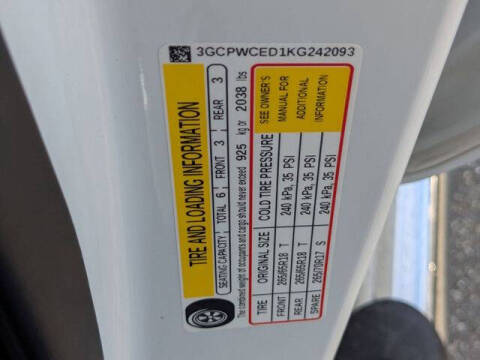 3GCPWCED1KG242093
TIRE AND LOADING INFORMATION
SEATING CAPACITY TOTAL 6 FRONT 3 REAR 3
The combined weight of occupants and cargo should never exceed 925 kg or 2038 lbs
TIRE ORIGINAL SIZE COLD TIRE PRESSURE
FRONT 265/65R18 T 240 kPa, 35 PSI
REAR 265/65R18 T 240 kPa, 35 PSI
SPARE 265/70R17 S 240 kPa, 35 PSI
SEE OWNER'S
MANUAL FOR
ADDITIONAL
INFORMATION